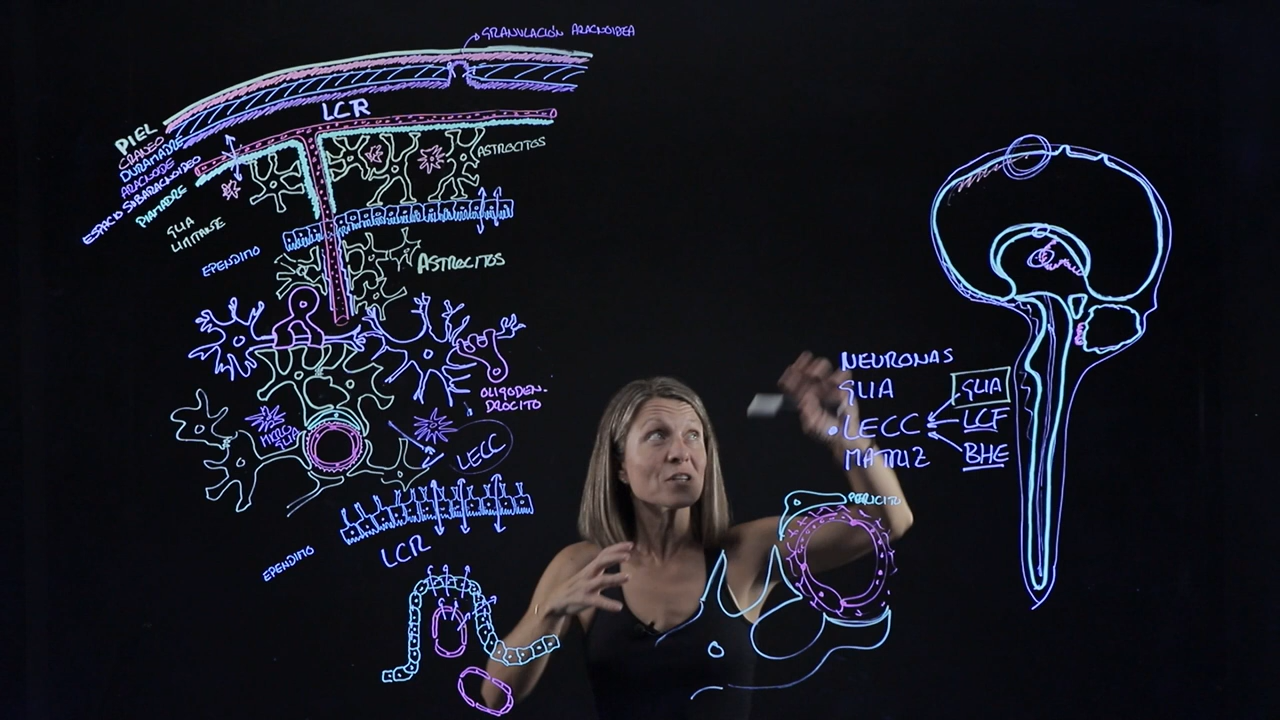 GRANULACIÓN ARACNOIDEA
LCR
PIEL
CRANEO
DURAMADRE
ARACNOIDE
ESPACIO SUBARACNOIDEO
PIAMADRE
GLIA
LIMITANTE
ASTROCITOS
EPENDIMO
ASTROCITOS
OLIGODEN-
DROCITO
MICRO
GLIA
LECC
EPENDIMO
LCR
NEURONAS
GLIA
LECC
MATRIZ
GLIA
LCF
BHE
PERICITO